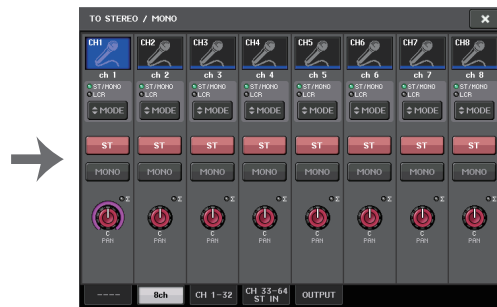 TO STEREO / MONO
CH1 CH2 CH3 CH4 CH5 CH6 CH7 CH8
ch 1 ch 2 ch 3 ch 4 ch 5 ch 6 ch 7 ch 8
ST/MONO ST/MONO ST/MONO ST/MONO ST/MONO ST/MONO ST/MONO ST/MONO
LCR LCR LCR LCR LCR LCR LCR LCR
MODE MODE MODE MODE MODE MODE MODE MODE
ST ST ST ST ST ST ST ST
MONO MONO MONO MONO MONO MONO MONO MONO
Σ Σ Σ Σ Σ Σ Σ Σ
C C C C C C C C
PAN PAN PAN PAN PAN PAN PAN PAN
---- 8ch CH 1-32 CH 33-64 OUTPUT
ST IN